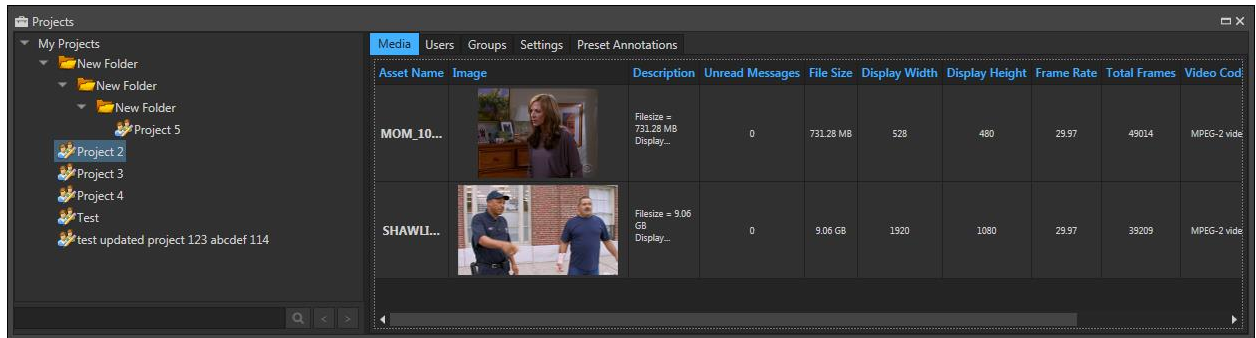 Projects
My Projects
New Folder
New Folder
New Folder
Project 5
Project 2
Project 3
Project 4
Test
test updated project 123 abcdef 114
< >
Media Users Groups Settings Preset Annotations
Asset Name Image Description Unread Messages File Size Display Width Display Height Frame Rate Total Frames Video Cod
Filesize =
731.28 MB
Display...
MOM_10... 0 731.28 MB 528 480 29.97 49014 MPEG-2 vide
Filesize = 9.06
GB
Display...
SHAWLI... 0 9.06 GB 1920 1080 29.97 39209 MPEG-2 vide